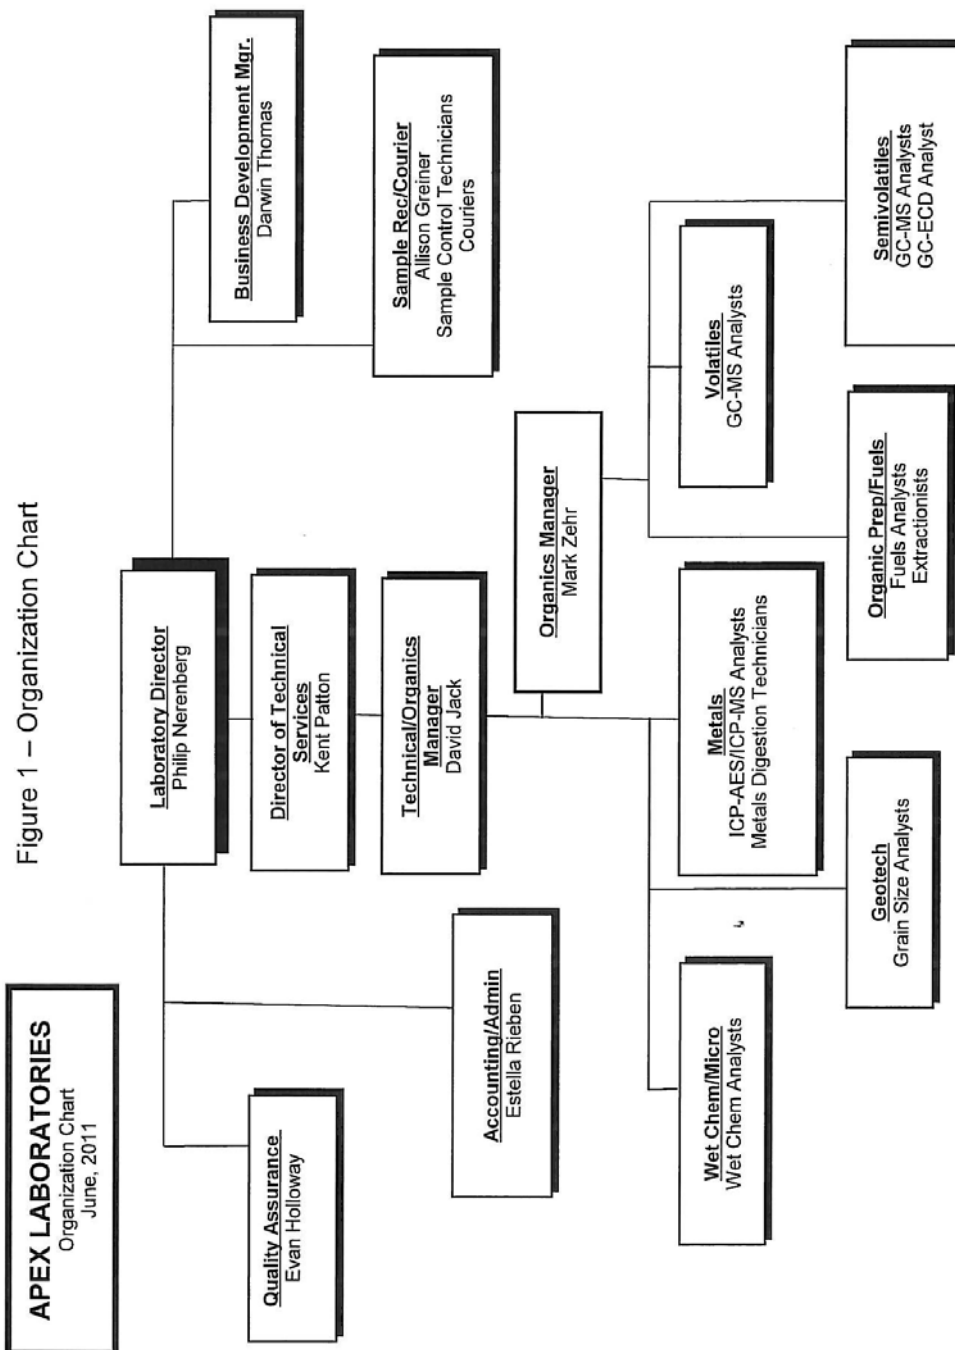 Figure 1 – Organization Chart
APEX LABORATORIES
Organization Chart
June, 2011
Laboratory Director
Philip Nerenberg
Business Development Mgr.
Darwin Thomas
Quality Assurance
Evan Holloway
Director of Technical
Services
Kent Patton
Sample Rec/Courier
Allison Greiner
Sample Control Technicians
Couriers
Technical/Organics
Manager
David Jack
Accounting/Admin
Estella Rieben
Organics Manager
Mark Zehr
Wet Chem/Micro
Wet Chem Analysts
Metals
ICP-AES/ICP-MS Analysts
Metals Digestion Technicians
Volatiles
GC-MS Analysts
Geotech
Grain Size Analysts
Organic Prep/Fuels
Fuels Analysts
Extractionists
Semivolatiles
GC-MS Analysts
GC-ECD Analyst